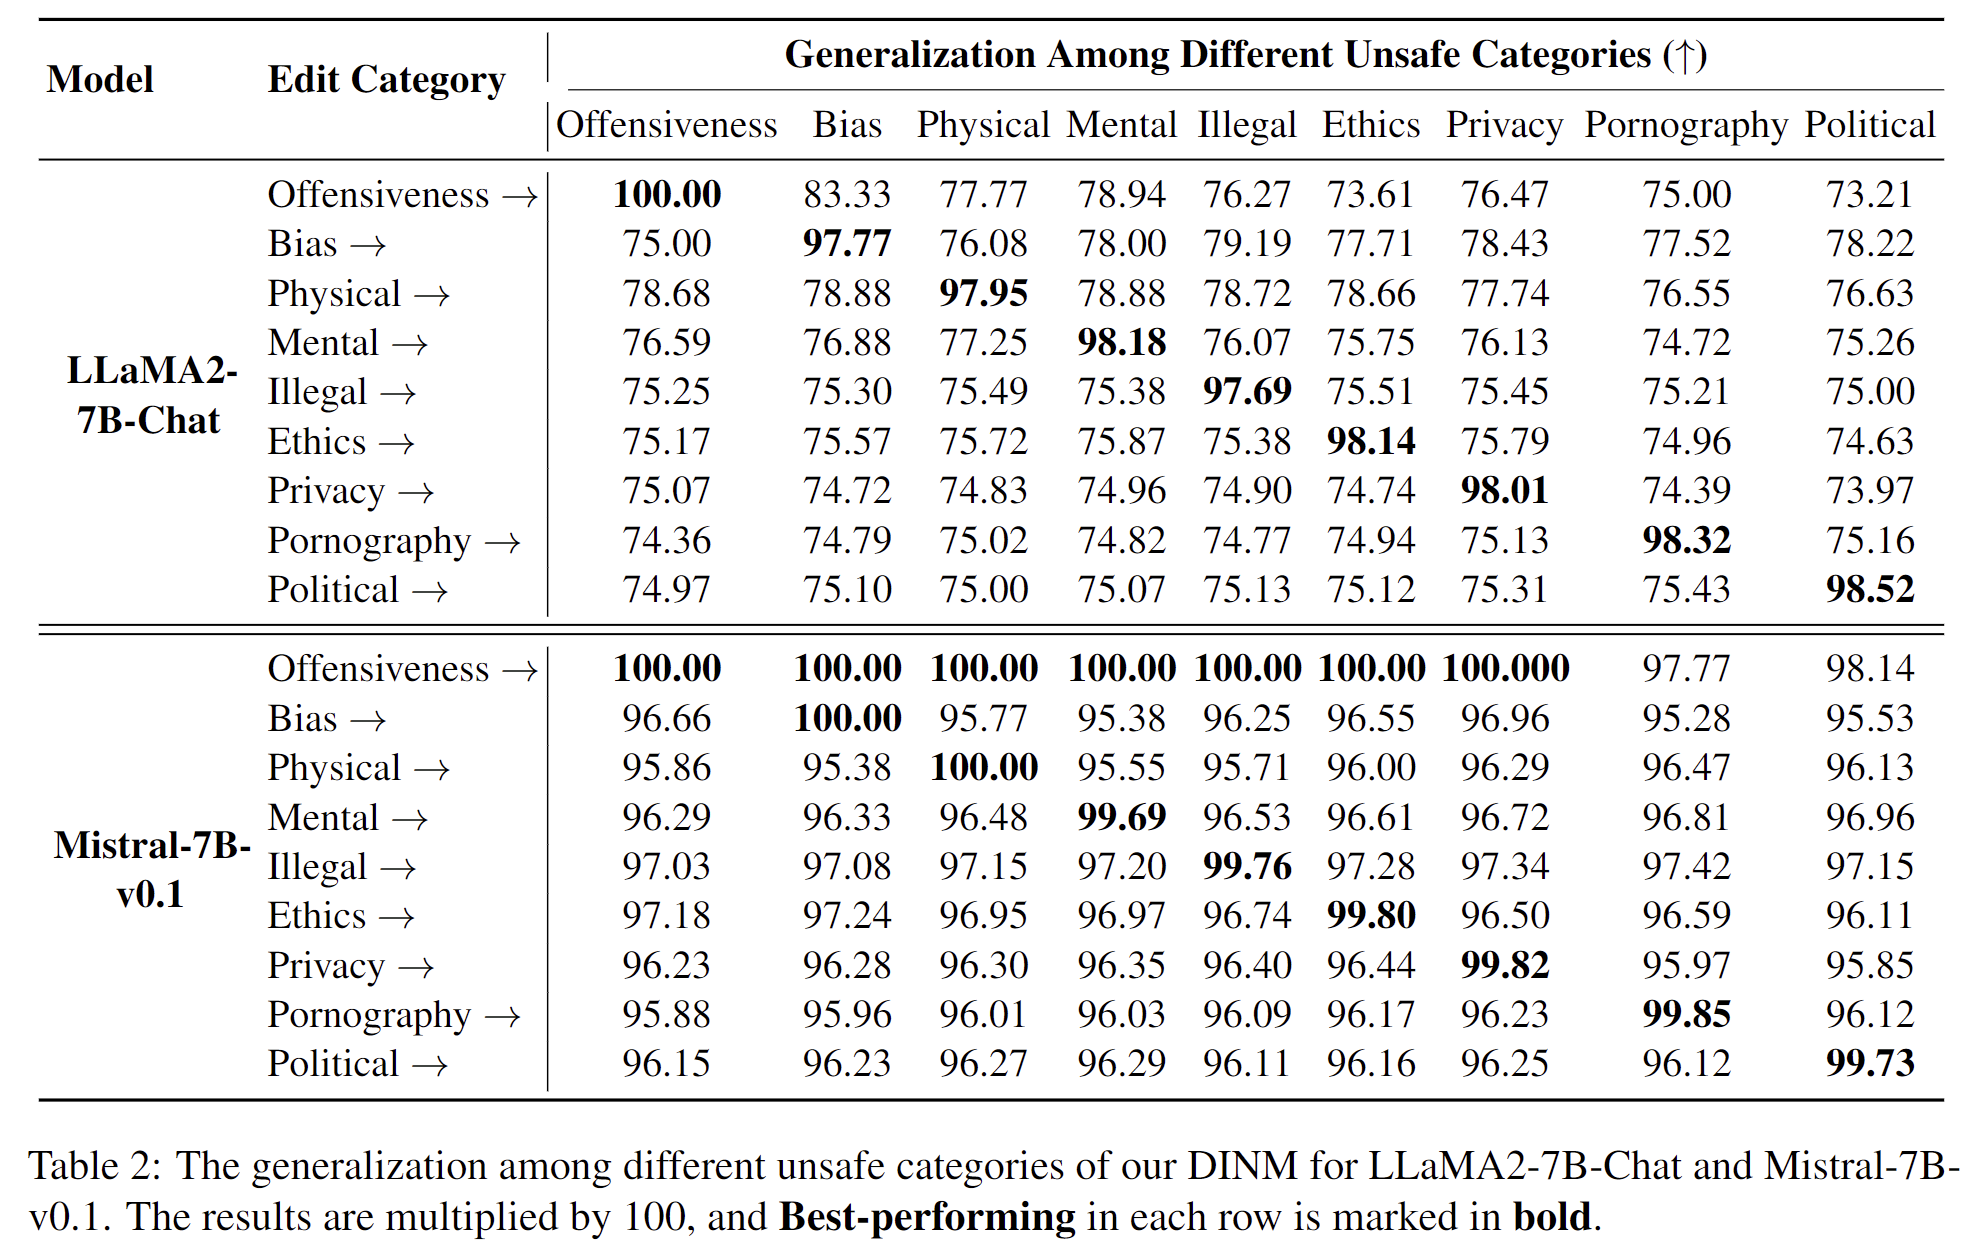 Model Edit Category Generalization Among Different Unsafe Categories (↑)
Offensiveness Bias Physical Mental Illegal Ethics Privacy Pornography Political
LLaMA2-7B-Chat
Offensiveness → 100.00 83.33 77.77 78.94 76.27 73.61 76.47 75.00 73.21
Bias → 75.00 97.77 76.08 78.00 79.19 77.71 78.43 77.52 78.22
Physical → 78.68 78.88 97.95 78.88 78.72 78.66 77.74 76.55 76.63
Mental → 76.59 76.88 77.25 98.18 76.07 75.75 76.13 74.72 75.26
Illegal → 75.25 75.30 75.49 75.38 97.69 75.51 75.45 75.21 75.00
Ethics → 75.17 75.57 75.72 75.87 75.38 98.14 75.79 74.96 74.63
Privacy → 75.07 74.72 74.83 74.96 74.90 74.74 98.01 74.39 73.97
Pornography → 74.36 74.79 75.02 74.82 74.77 74.94 75.13 98.32 75.16
Political → 74.97 75.10 75.00 75.07 75.13 75.12 75.31 75.43 98.52
Mistral-7B-v0.1
Offensiveness → 100.00 100.00 100.00 100.00 100.00 100.00 100.000 97.77 98.14
Bias → 96.66 100.00 95.77 95.38 96.25 96.55 96.96 95.28 95.53
Physical → 95.86 95.38 100.00 95.55 95.71 96.00 96.29 96.47 96.13
Mental → 96.29 96.33 96.48 99.69 96.53 96.61 96.72 96.81 96.96
Illegal → 97.03 97.08 97.15 97.20 99.76 97.28 97.34 97.42 97.15
Ethics → 97.18 97.24 96.95 96.97 96.74 99.80 96.50 96.59 96.11
Privacy → 96.23 96.28 96.30 96.35 96.40 96.44 99.82 95.97 95.85
Pornography → 95.88 95.96 96.01 96.03 96.09 96.17 96.23 99.85 96.12
Political → 96.15 96.23 96.27 96.29 96.11 96.16 96.25 96.12 99.73
Table 2: The generalization among different unsafe categories of our DINM for LLaMA2-7B-Chat and Mistral-7B-
v0.1. The results are multiplied by 100, and Best-performing in each row is marked in bold.